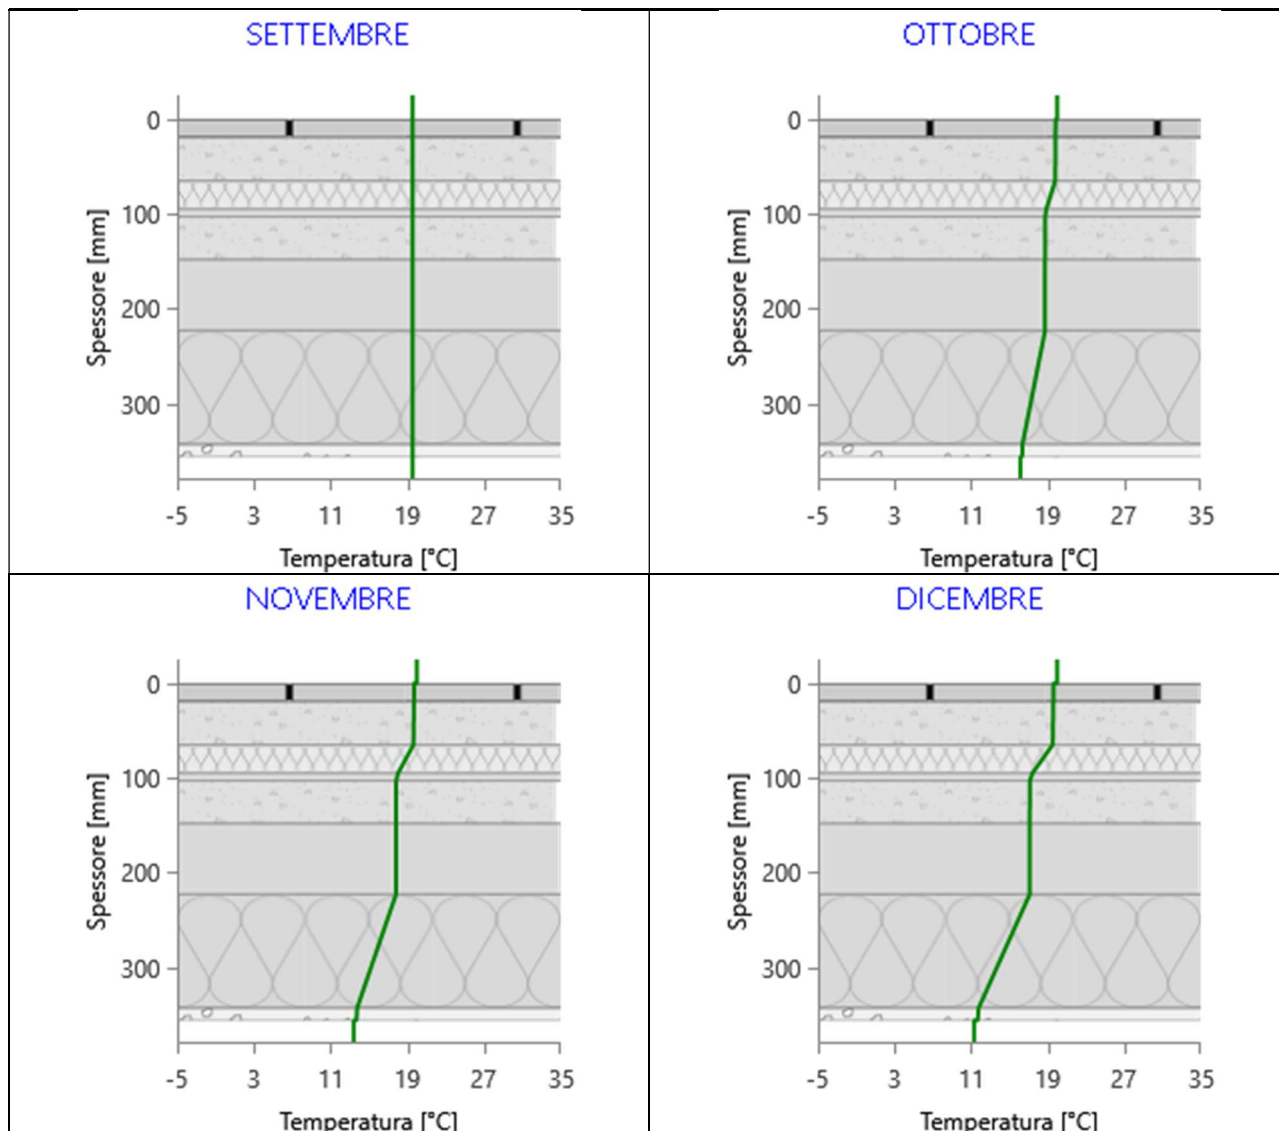 SETTEMBRE
0
100
200
300
Spessore [mm]
-5 3 11 19 27 35
Temperatura [°C]
OTTOBRE
0
100
200
300
Spessore [mm]
-5 3 11 19 27 35
Temperatura [°C]
NOVEMBRE
0
100
200
300
Spessore [mm]
-5 3 11 19 27 35
Temperatura [°C]
DICEMBRE
0
100
200
300
Spessore [mm]
-5 3 11 19 27 35
Temperatura [°C]